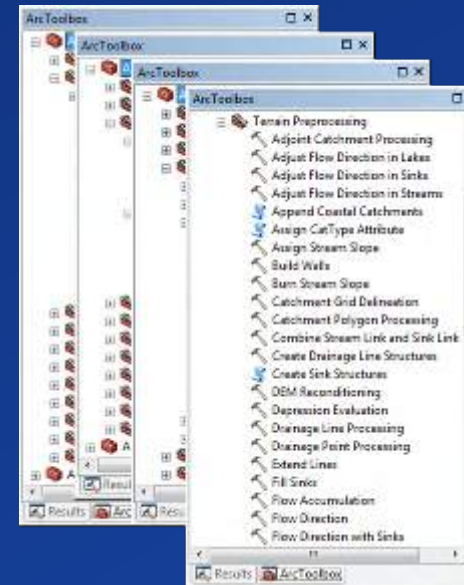 ArcToolbox
ArcToolbox
ArcToolbox
ArcToolbox
Terrain Preprocessing
Adjoint Catchment Processing
Adjust Flow Direction in Lakes
Adjust Flow Direction in Sinks
Adjust Flow Direction in Streams
Append Coastal Catchments
Assign CatType Attribute
Assign Stream Slope
Build Walls
Burn Stream Slope
Catchment Grid Delineation
Catchment Polygon Processing
Combine Stream Link and Sink Link
Create Drainage Line Structures
Create Sink Structures
DEM Reconditioning
Depression Evaluation
Drainage Line Processing
Drainage Point Processing
Extend Lines
Fill Sinks
Flow Accumulation
Flow Direction
Flow Direction with Sinks
Results Arc
Resul
Resu
Results ArcToolbox